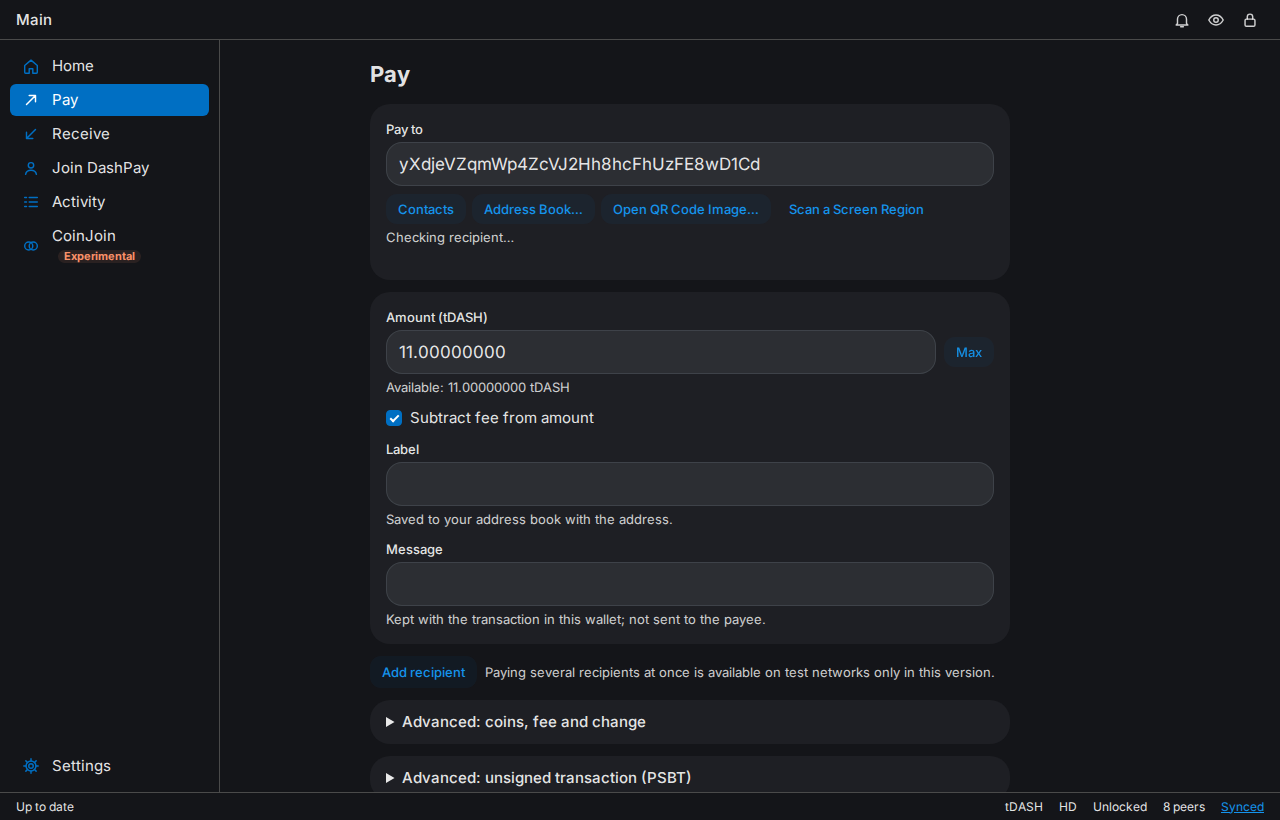 Main
Home
Pay
Receive
Join DashPay
Activity
CoinJoin
Experimental
Settings
Pay
Pay to
yXdjeVZqmWp4ZcVJ2Hh8hcFhUzFE8wD1Cd
Contacts
Address Book...
Open QR Code Image...
Scan a Screen Region
Checking recipient...
Amount (tDASH)
11.00000000
Max
Available: 11.00000000 tDASH
Subtract fee from amount
Label
Saved to your address book with the address.
Message
Kept with the transaction in this wallet; not sent to the payee.
Add recipient
Paying several recipients at once is available on test networks only in this version.
Advanced: coins, fee and change
Advanced: unsigned transaction (PSBT)
Up to date
tDASH
HD
Unlocked
8 peers
Synced